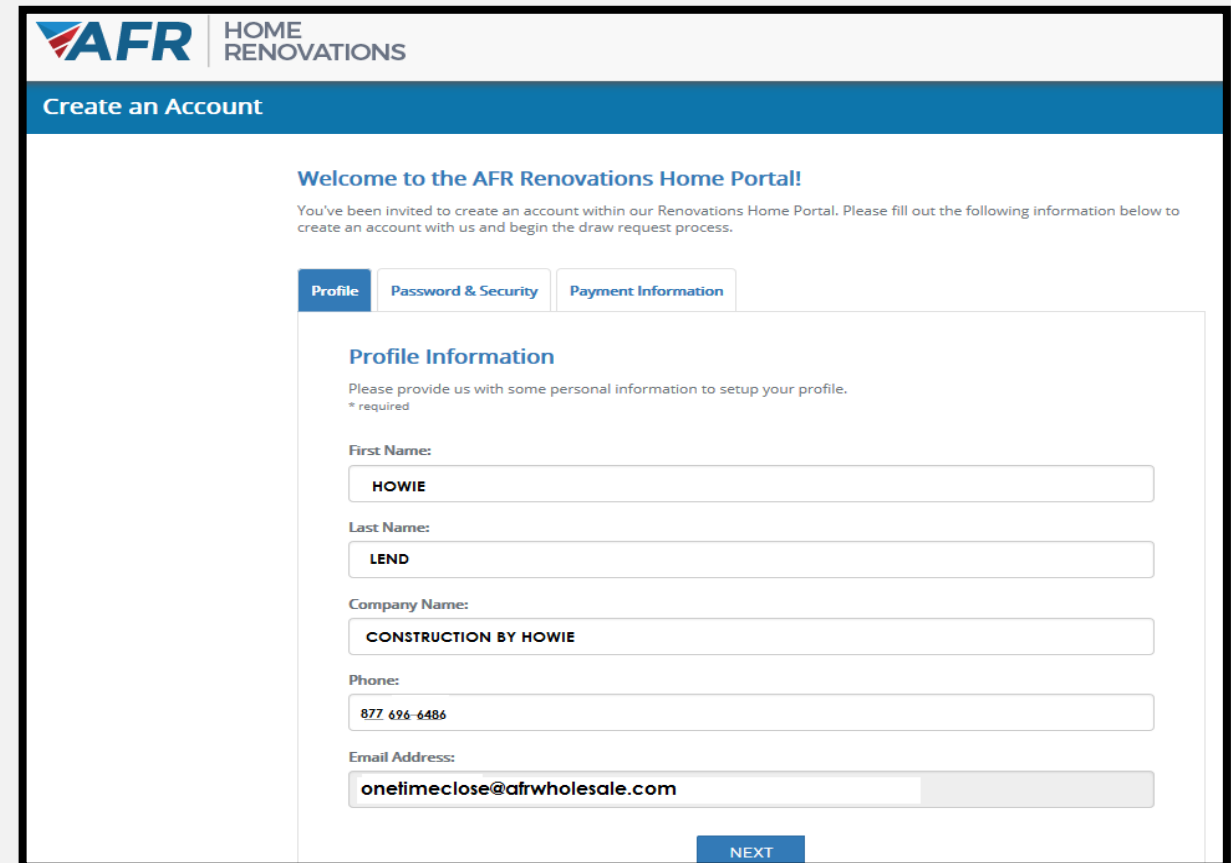 AFR HOME
RENOVATIONS
Create an Account
Welcome to the AFR Renovations Home Portal!
You've been invited to create an account within our Renovations Home Portal. Please fill out the following information below to
create an account with us and begin the draw request process.
Profile Password & Security Payment Information
Profile Information
Please provide us with some personal information to setup your profile.
* required
First Name:
HOWIE
Last Name:
LEND
Company Name:
CONSTRUCTION BY HOWIE
Phone:
877 696-6486
Email Address:
onetimeclose@afrwholesale.com
NEXT